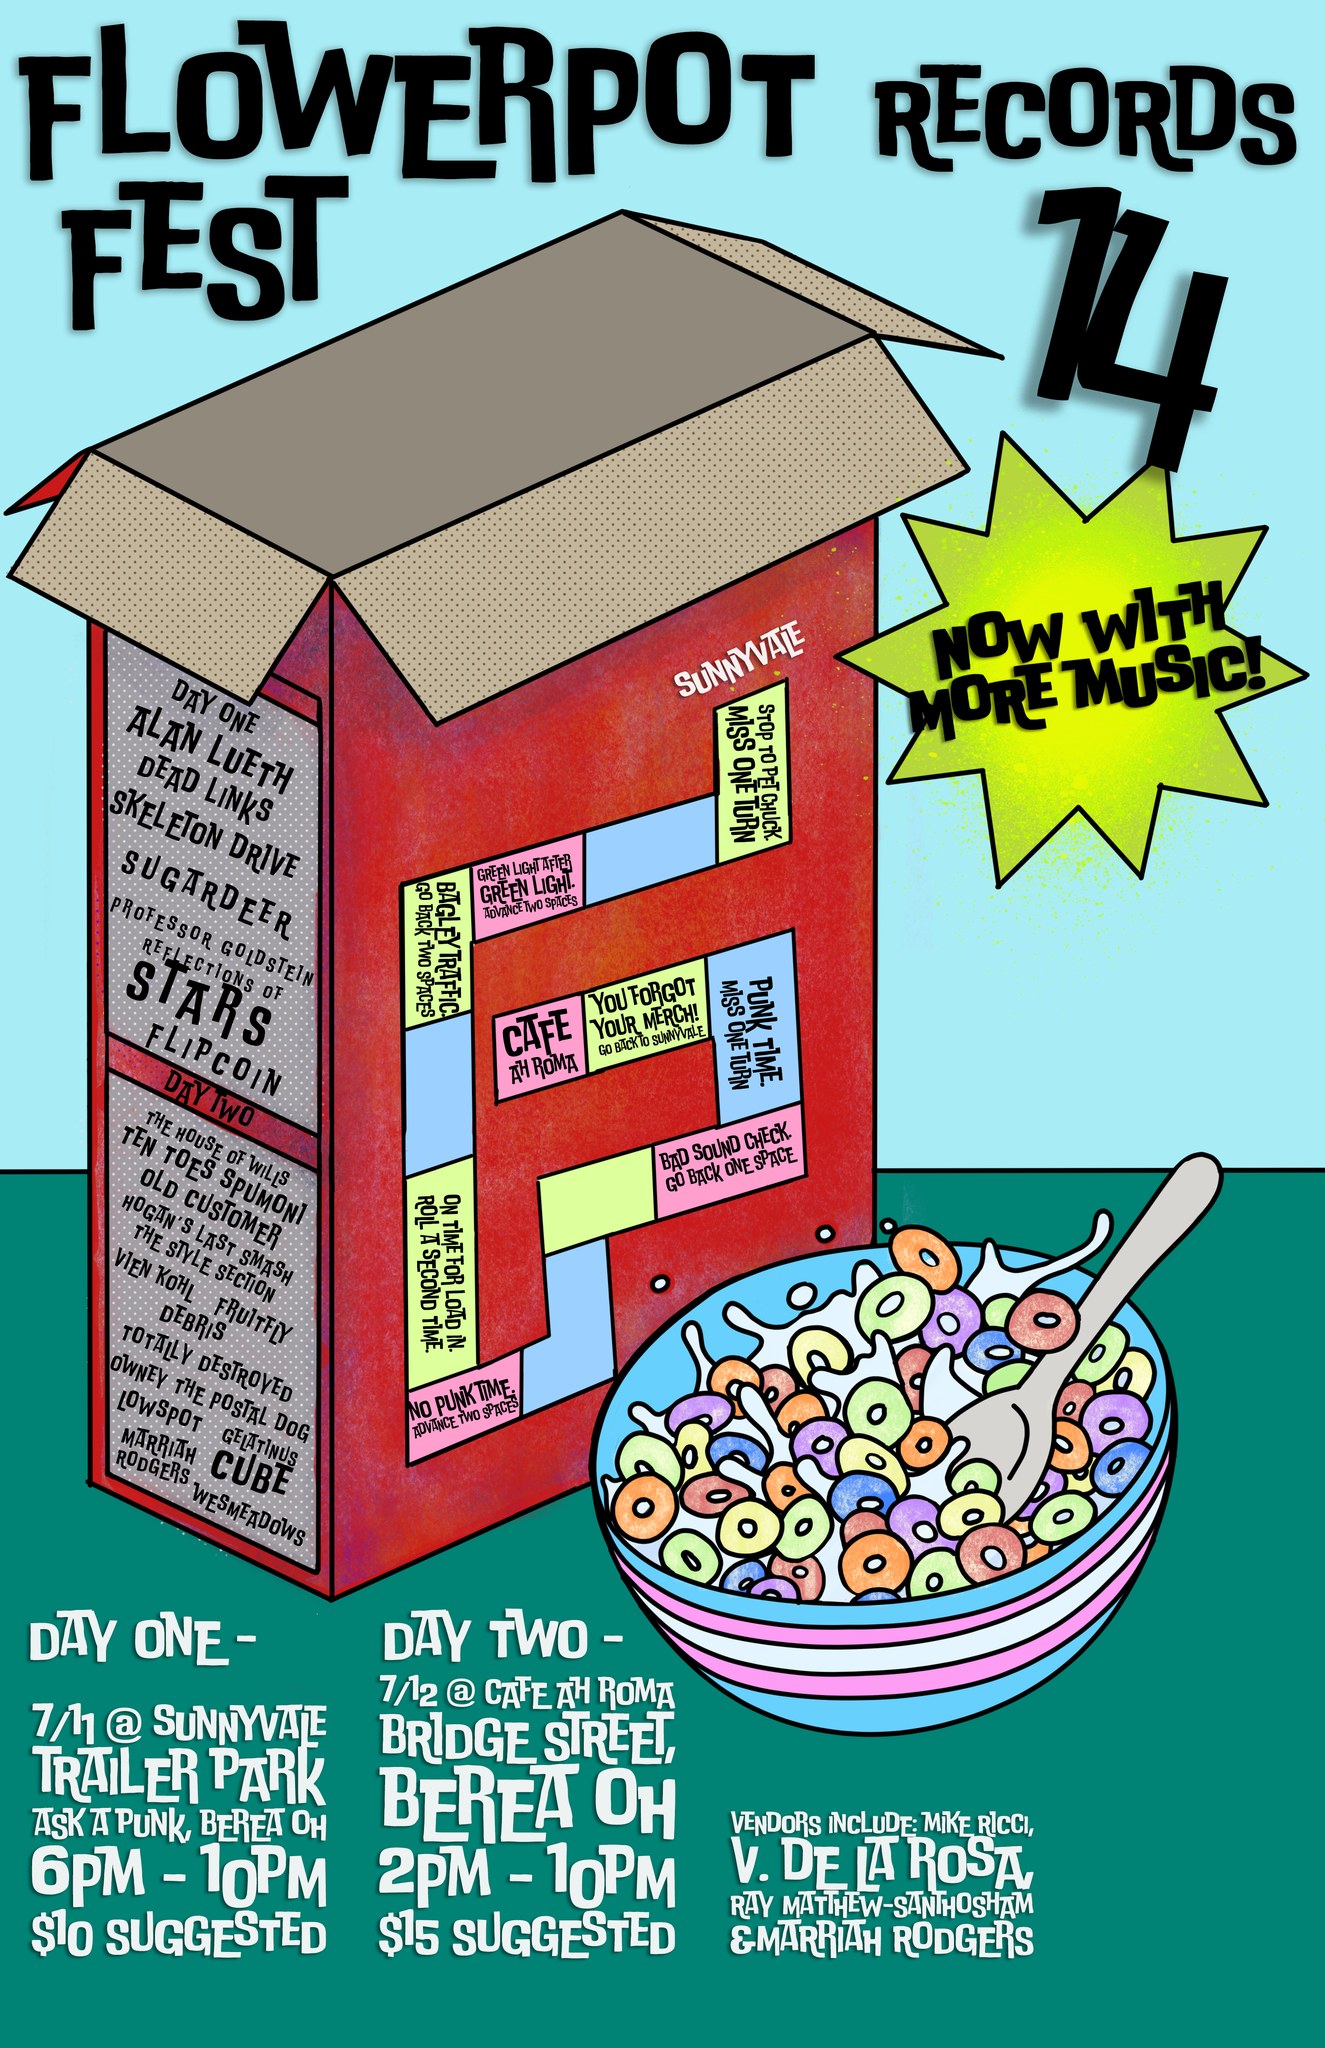 FLOWERPOT RECORDS
FEST 14
NOW WITH
MORE MUSIC!
DAY ONE
ALAN LUETH
DEAD LINKS
SKELETON DRIVE
SUGARDEER
PROFESSOR GOLDSTEIN
REFLECTIONS OF
STARS
FLIPCOIN
DAY TWO
THE HOUSE OF WILLS
TEN TOES SPUMONI
OLD CUSTOMER
HOGAN'S LAST SMASH
THE STYLE SECTION
VIEN KOHL FRUITFLY
DEBRIS
TOTALLY DESTROYED
OWNEY THE POSTAL DOG
LOWSPOT GELATINUS
CUBE
MARRIAH
RODGERS WESMEADOWS
SUNNYVALE
STOP TO PET CHUCK.
MISS ONE TURN
GREEN LIGHT AFTER
GREEN LIGHT.
ADVANCE TWO SPACES
BAGLEY TRAFFIC.
GO BACK TWO SPACES
ON TIME FOR LOAD IN.
ROLL A SECOND TIME.
NO PUNK TIME.
ADVANCE TWO SPACES
BAD SOUND CHECK.
GO BACK ONE SPACE
PUNK TIME.
MISS ONE TURN
YOU FORGOT
YOUR MERCH!
GO BACK TO SUNNYVALE
CAFE
AH ROMA
DAY ONE -
7/11 @ SUNNYVALE
TRAILER PARK
ASK A PUNK, BEREA OH
6PM - 10PM
$10 SUGGESTED
DAY TWO -
7/12 @ CAFE AH ROMA
BRIDGE STREET,
BEREA OH
2PM - 10PM
$15 SUGGESTED
VENDORS INCLUDE: MIKE RICCI,
V. DE LA ROSA,
RAY MATTHEW-SANTHOSHAM
&MARRIAH RODGERS